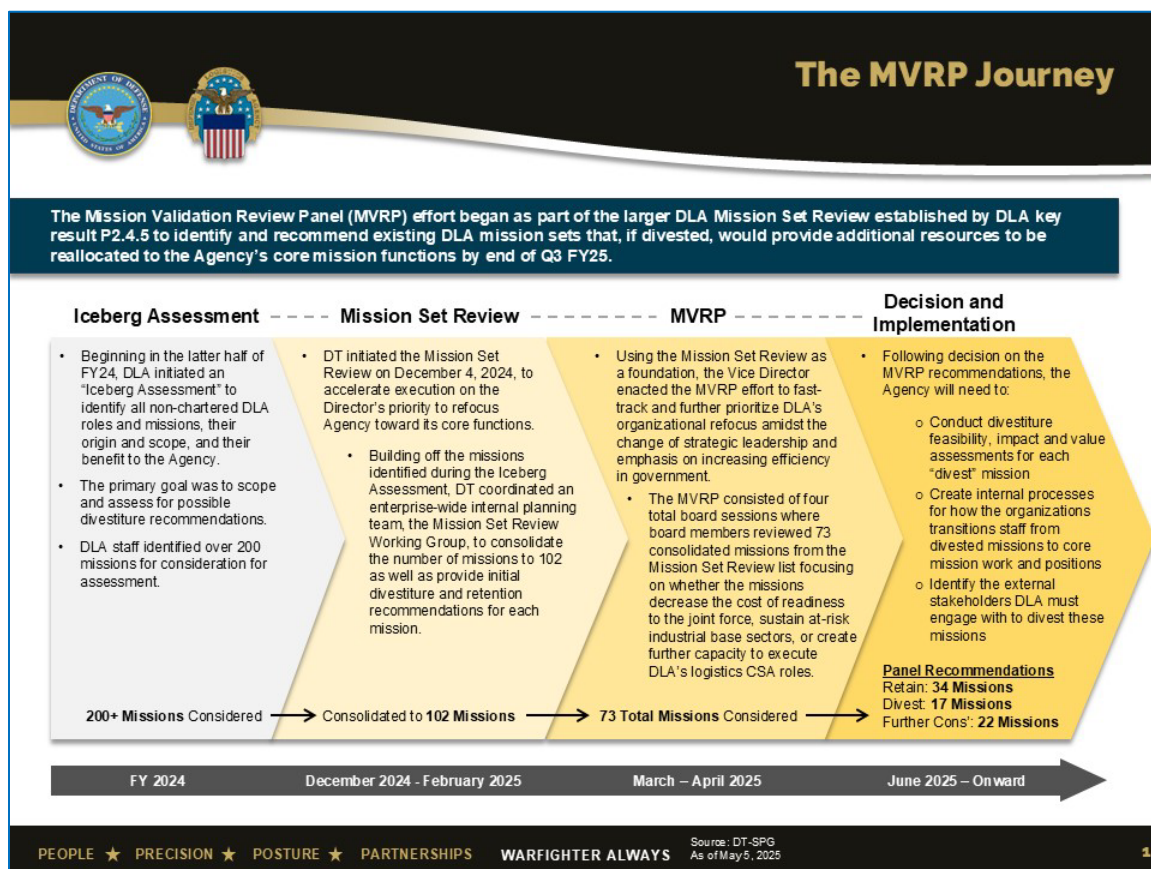 The MVRP Journey
The Mission Validation Review Panel (MVRP) effort began as part of the larger DLA Mission Set Review established by DLA key
result P2.4.5 to identify and recommend existing DLA mission sets that, if divested, would provide additional resources to be
reallocated to the Agency's core mission functions by end of Q3 FY25.
Iceberg Assessment
• Beginning in the latter half of
FY24, DLA initiated an
"Iceberg Assessment" to
identify all non-chartered DLA
roles and missions, their
origin and scope, and their
benefit to the Agency.
• The primary goal was to scope
and assess for possible
divestiture recommendations.
• DLA staff identified over 200
missions for consideration for
assessment.
200+ Missions Considered
Mission Set Review
• DT initiated the Mission Set
Review on December 4, 2024, to
accelerate execution on the
Director's priority to refocus
Agency toward its core functions.
• Building off the missions
identified during the Iceberg
Assessment, DT coordinated an
enterprise-wide internal planning
team, the Mission Set Review
Working Group, to consolidate
the number of missions to 102
as well as provide initial
divestiture and retention
recommendations for each
mission.
Consolidated to 102 Missions
MVRP
• Using the Mission Set Review as
a foundation, the Vice Director
enacted the MVRP effort to fast-
track and further prioritize DLA's
organizational refocus amidst the
change of strategic leadership and
emphasis on increasing efficiency
in government.
• The MVRP consisted of four
total board sessions where
board members reviewed 73
consolidated missions from the
Mission Set Review list focusing
on whether the missions
decrease the cost of readiness
to the joint force, sustain at-risk
industrial base sectors, or create
further capacity to execute
DLA's logistics CSA roles.
73 Total Missions Considered
Decision and
Implementation
• Following decision on the
MVRP recommendations, the
Agency will need to:
o Conduct divestiture
feasibility, impact and value
assessments for each
"divest" mission
o Create internal processes
for how the organizations
transitions staff from
divested missions to core
mission work and positions
o Identify the external
stakeholders DLA must
engage with to divest these
missions
Panel Recommendations
Retain: 34 Missions
Divest: 17 Missions
Further Cons': 22 Missions
FY 2024
December 2024 - February 2025
March – April 2025
June 2025 – Onward
PEOPLE ★ PRECISION ★ POSTURE ★ PARTNERSHIPS WARFIGHTER ALWAYS
Source: DT-SPG
As of May 5, 2025
1